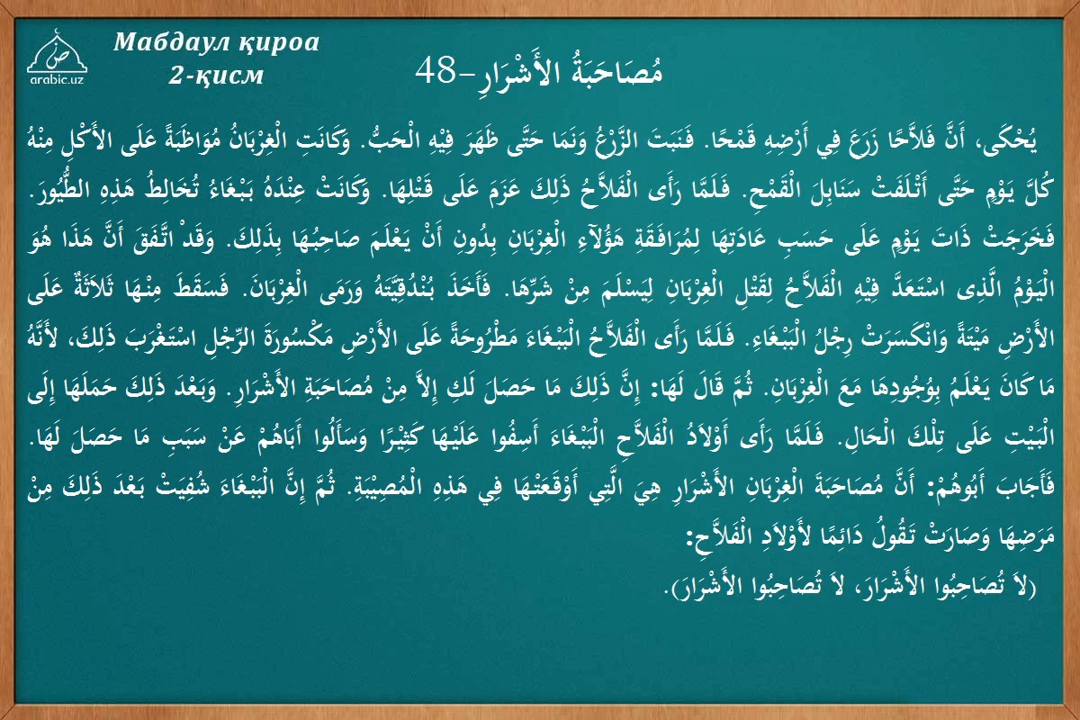 Мабдаул қироа
2-қисм
arabic.uz
48- مُصَاحَبَةُ الأَشْرَارِ
يُحْكَى، أَنَّ فَلاَّحًا زَرَعَ فِي أَرْضِهِ قَمْحًا. فَنَبَتَ الزَّرْعُ وَنَمَا حَتَّى ظَهَرَ فِيْهِ الْحَبُّ. وَكَانَتِ الْغِرْبَانُ مُوَاظَبَةً عَلَى الأَكْلِ مِنْهُ
كُلَّ يَوْمٍ حَتَّى أَتْلَفَتْ سَنَابِلَ الْقَمْحِ. فَلَمَّا رَأَى الْفَلاَّحُ ذَلِكَ عَزَمَ عَلَى قَتْلِهَا. وَكَانَتْ عِنْدَهُ بَبْغَاءُ تُخَالِطُ هَذِهِ الطُّيُورَ.
فَخَرَجَتْ ذَاتَ يَوْمٍ عَلَى حَسَبِ عَادَتِهَا لِمُرَافَقَةِ هَؤُلآءِ الْغِرْبَانِ بِدُونِ أَنْ يَعْلَمَ صَاحِبُهَا بِذَلِكَ. وَقَدْ اتَّفَقَ أَنَّ هَذَا هُوَ
الْيَوْمُ الَّذِى اسْتَعَدَّ فِيْهِ الْفَلاَّحُ لِقَتْلِ الْغِرْبَانِ لِيَسْلَمَ مِنْ شَرِّهَا. فَأَخَذَ بُنْدُقِيَّتَهُ وَرَمَى الْغِرْبَانَ. فَسَقَطَ مِنْهَا ثَلاَثَةٌ عَلَى
الأَرْضِ مَيْتَةً وَانْكَسَرَتْ رِجْلُ الْبَبْغَاءِ. فَلَمَّا رَأَى الْفَلاَّحُ الْبَبْغَاءَ مَطْرُوحَةً عَلَى الأَرْضِ مَكْسُورَةَ الرِّجْلِ اسْتَغْرَبَ ذَلِكَ، لأَنَّهُ
مَا كَانَ يَعْلَمُ بِوُجُودِهَا مَعَ الْغِرْبَانِ. ثُمَّ قَالَ لَهَا: إِنَّ ذَلِكَ مَا حَصَلَ لَكِ إِلاَّ مِنْ مُصَاحَبَةِ الأَشْرَارِ. وَبَعْدَ ذَلِكَ حَمَلَهَا إِلَى
الْبَيْتِ عَلَى تِلْكَ الْحَالِ. فَلَمَّا رَأَى أَوْلاَدُ الْفَلاَّحِ الْبَبْغَاءَ أَسِفُوا عَلَيْهَا كَثِيْرًا وَسَأَلُوا أَبَاهُمْ عَنْ سَبَبِ مَا حَصَلَ لَهَا.
فَأَجَابَ أَبُوهُمْ: أَنَّ مُصَاحَبَةَ الْغِرْبَانِ الأَشْرَارِ هِيَ الَّتِي أَوْقَعَتْهَا فِي هَذِهِ الْمُصِيْبَةِ. ثُمَّ إِنَّ الْبَبْغَاءَ شُفِيَتْ بَعْدَ ذَلِكَ مِنْ
مَرَضِهَا وَصَارَتْ تَقُولُ دَائِمًا لأَوْلاَدِ الْفَلاَّحِ:
(لاَ تُصَاحِبُوا الأَشْرَارَ، لاَ تُصَاحِبُوا الأَشْرَارَ).